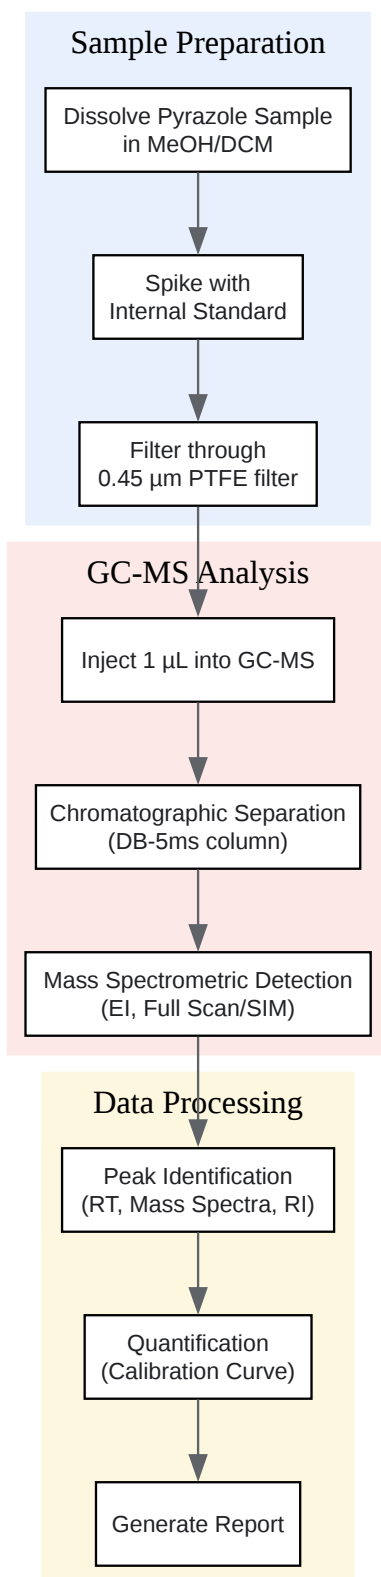 Sample Preparation
Dissolve Pyrazole Sample
in MeOH/DCM
Spike with
Internal Standard
Filter through
0.45 µm PTFE filter
GC-MS Analysis
Inject 1 µL into GC-MS
Chromatographic Separation
(DB-5ms column)
Mass Spectrometric Detection
(EI, Full Scan/SIM)
Data Processing
Peak Identification
(RT, Mass Spectra, RI)
Quantification
(Calibration Curve)
Generate Report